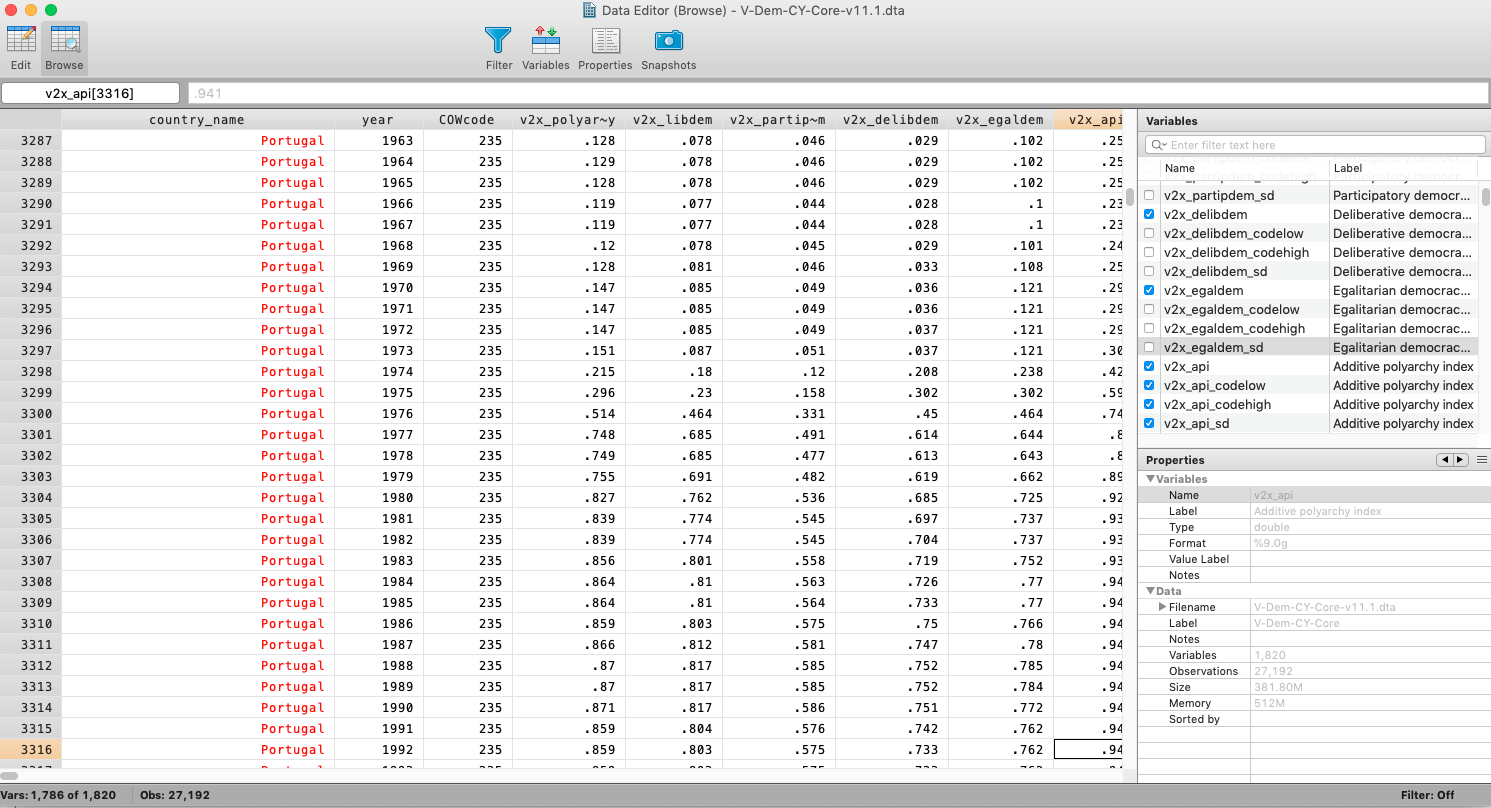 Data Editor (Browse) - V-Dem-CY-Core-v11.1.dta
Edit Browse Filter Variables Properties Snapshots
v2x_api[3316] .941
country_name year COWcode v2x_polyar~y v2x_libdem v2x_partip~m v2x_delibdem v2x_egaldem v2x_api
3287 Portugal 1963 235 .128 .078 .046 .029 .102 .25
3288 Portugal 1964 235 .129 .078 .046 .029 .102 .25
3289 Portugal 1965 235 .128 .078 .046 .029 .102 .25
3290 Portugal 1966 235 .119 .077 .044 .028 .1 .23
3291 Portugal 1967 235 .119 .077 .044 .028 .1 .23
3292 Portugal 1968 235 .12 .078 .045 .029 .101 .24
3293 Portugal 1969 235 .128 .081 .046 .033 .108 .25
3294 Portugal 1970 235 .147 .085 .049 .036 .121 .29
3295 Portugal 1971 235 .147 .085 .049 .036 .121 .29
3296 Portugal 1972 235 .147 .085 .049 .037 .121 .29
3297 Portugal 1973 235 .151 .087 .051 .037 .121 .30
3298 Portugal 1974 235 .215 .18 .12 .208 .238 .42
3299 Portugal 1975 235 .296 .23 .158 .302 .302 .59
3300 Portugal 1976 235 .514 .464 .331 .45 .464 .74
3301 Portugal 1977 235 .748 .685 .491 .614 .644 .8
3302 Portugal 1978 235 .749 .685 .477 .613 .643 .8
3303 Portugal 1979 235 .755 .691 .482 .619 .662 .89
3304 Portugal 1980 235 .827 .762 .536 .685 .725 .92
3305 Portugal 1981 235 .839 .774 .545 .697 .737 .93
3306 Portugal 1982 235 .839 .774 .545 .704 .737 .93
3307 Portugal 1983 235 .856 .801 .558 .719 .752 .93
3308 Portugal 1984 235 .864 .81 .563 .726 .77 .94
3309 Portugal 1985 235 .864 .81 .564 .733 .77 .94
3310 Portugal 1986 235 .859 .803 .575 .75 .766 .94
3311 Portugal 1987 235 .866 .812 .581 .747 .78 .94
3312 Portugal 1988 235 .87 .817 .585 .752 .785 .94
3313 Portugal 1989 235 .87 .817 .585 .752 .784 .94
3314 Portugal 1990 235 .871 .817 .586 .751 .772 .94
3315 Portugal 1991 235 .859 .804 .576 .742 .762 .94
3316 Portugal 1992 235 .859 .803 .575 .733 .762 .94
Variables
Enter filter text here
Name Label
v2x_partipdem_sd Participatory democr...
v2x_delibdem Deliberative democra...
v2x_delibdem_codelow Deliberative democra...
v2x_delibdem_codehigh Deliberative democra...
v2x_delibdem_sd Deliberative democra...
v2x_egaldem Egalitarian democrac...
v2x_egaldem_codelow Egalitarian democrac...
v2x_egaldem_codehigh Egalitarian democrac...
v2x_egaldem_sd Egalitarian democrac...
v2x_api Additive polyarchy index
v2x_api_codelow Additive polyarchy index
v2x_api_codehigh Additive polyarchy index
v2x_api_sd Additive polyarchy index
Properties
Variables
Name v2x_api
Label Additive polyarchy index
Type double
Format %9.0g
Value Label
Notes
Data
Filename V-Dem-CY-Core-v11.1.dta
Label V-Dem-CY-Core
Notes
Variables 1,820
Observations 27,192
Size 381.80M
Memory 512M
Sorted by
Vars: 1,786 of 1,820 Obs: 27,192 Filter: Off